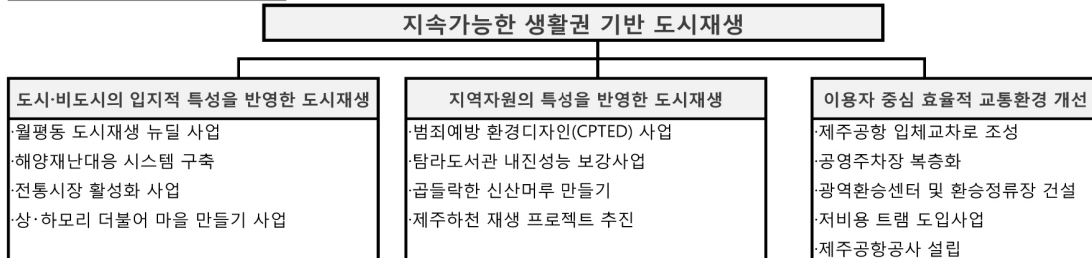 지속가능한 생활권 기반 도시재생
도시·비도시의 입지적 특성을 반영한 도시재생
·월평동 도시재생 뉴딜 사업
·해양재난대응 시스템 구축
·전통시장 활성화 사업
·상·하모리 더불어 마을 만들기 사업
지역자원의 특성을 반영한 도시재생
·범죄예방 환경디자인(CPTED) 사업
·탐라도서관 내진성능 보강사업
·곱들락한 신산머루 만들기
·제주하천 재생 프로젝트 추진
이용자 중심 효율적 교통환경 개선
·제주공항 입체교차로 조성
·공영주차장 복층화
·광역환승센터 및 환승정류장 건설
·저비용 트램 도입사업
·제주공항공사 설립